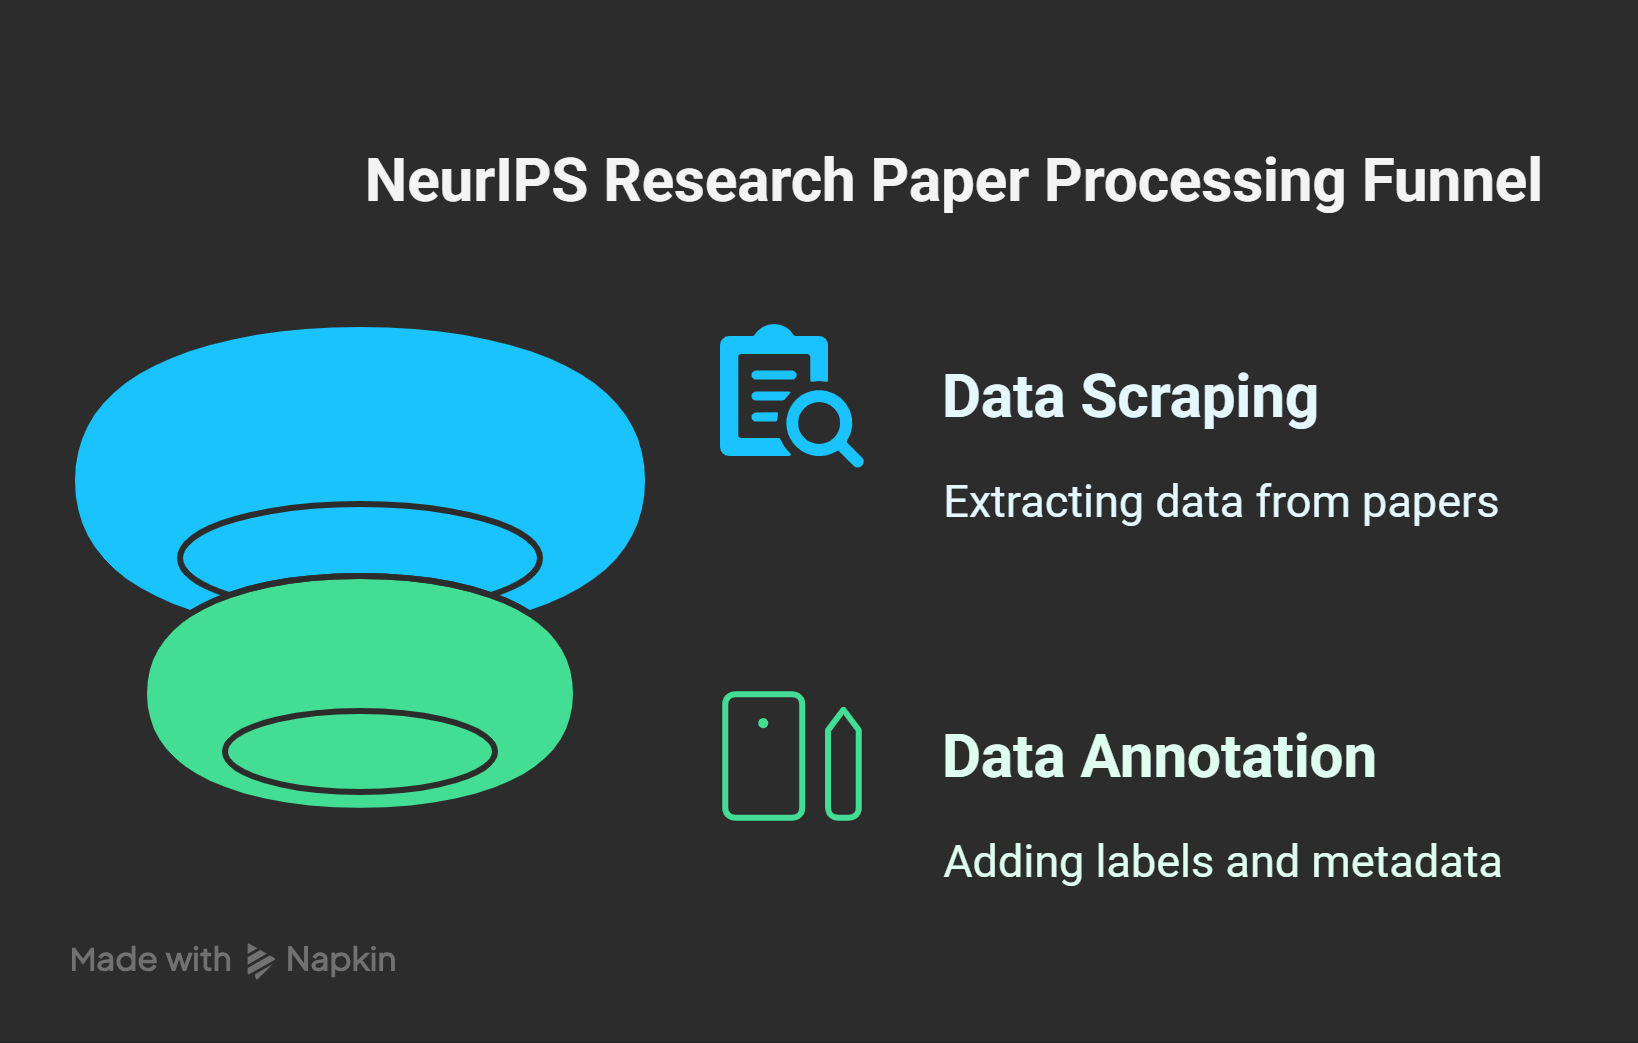 NeurIPS Research Paper Processing Funnel
Data Scraping
Extracting data from papers
Data Annotation
Adding labels and metadata
Made with Napkin